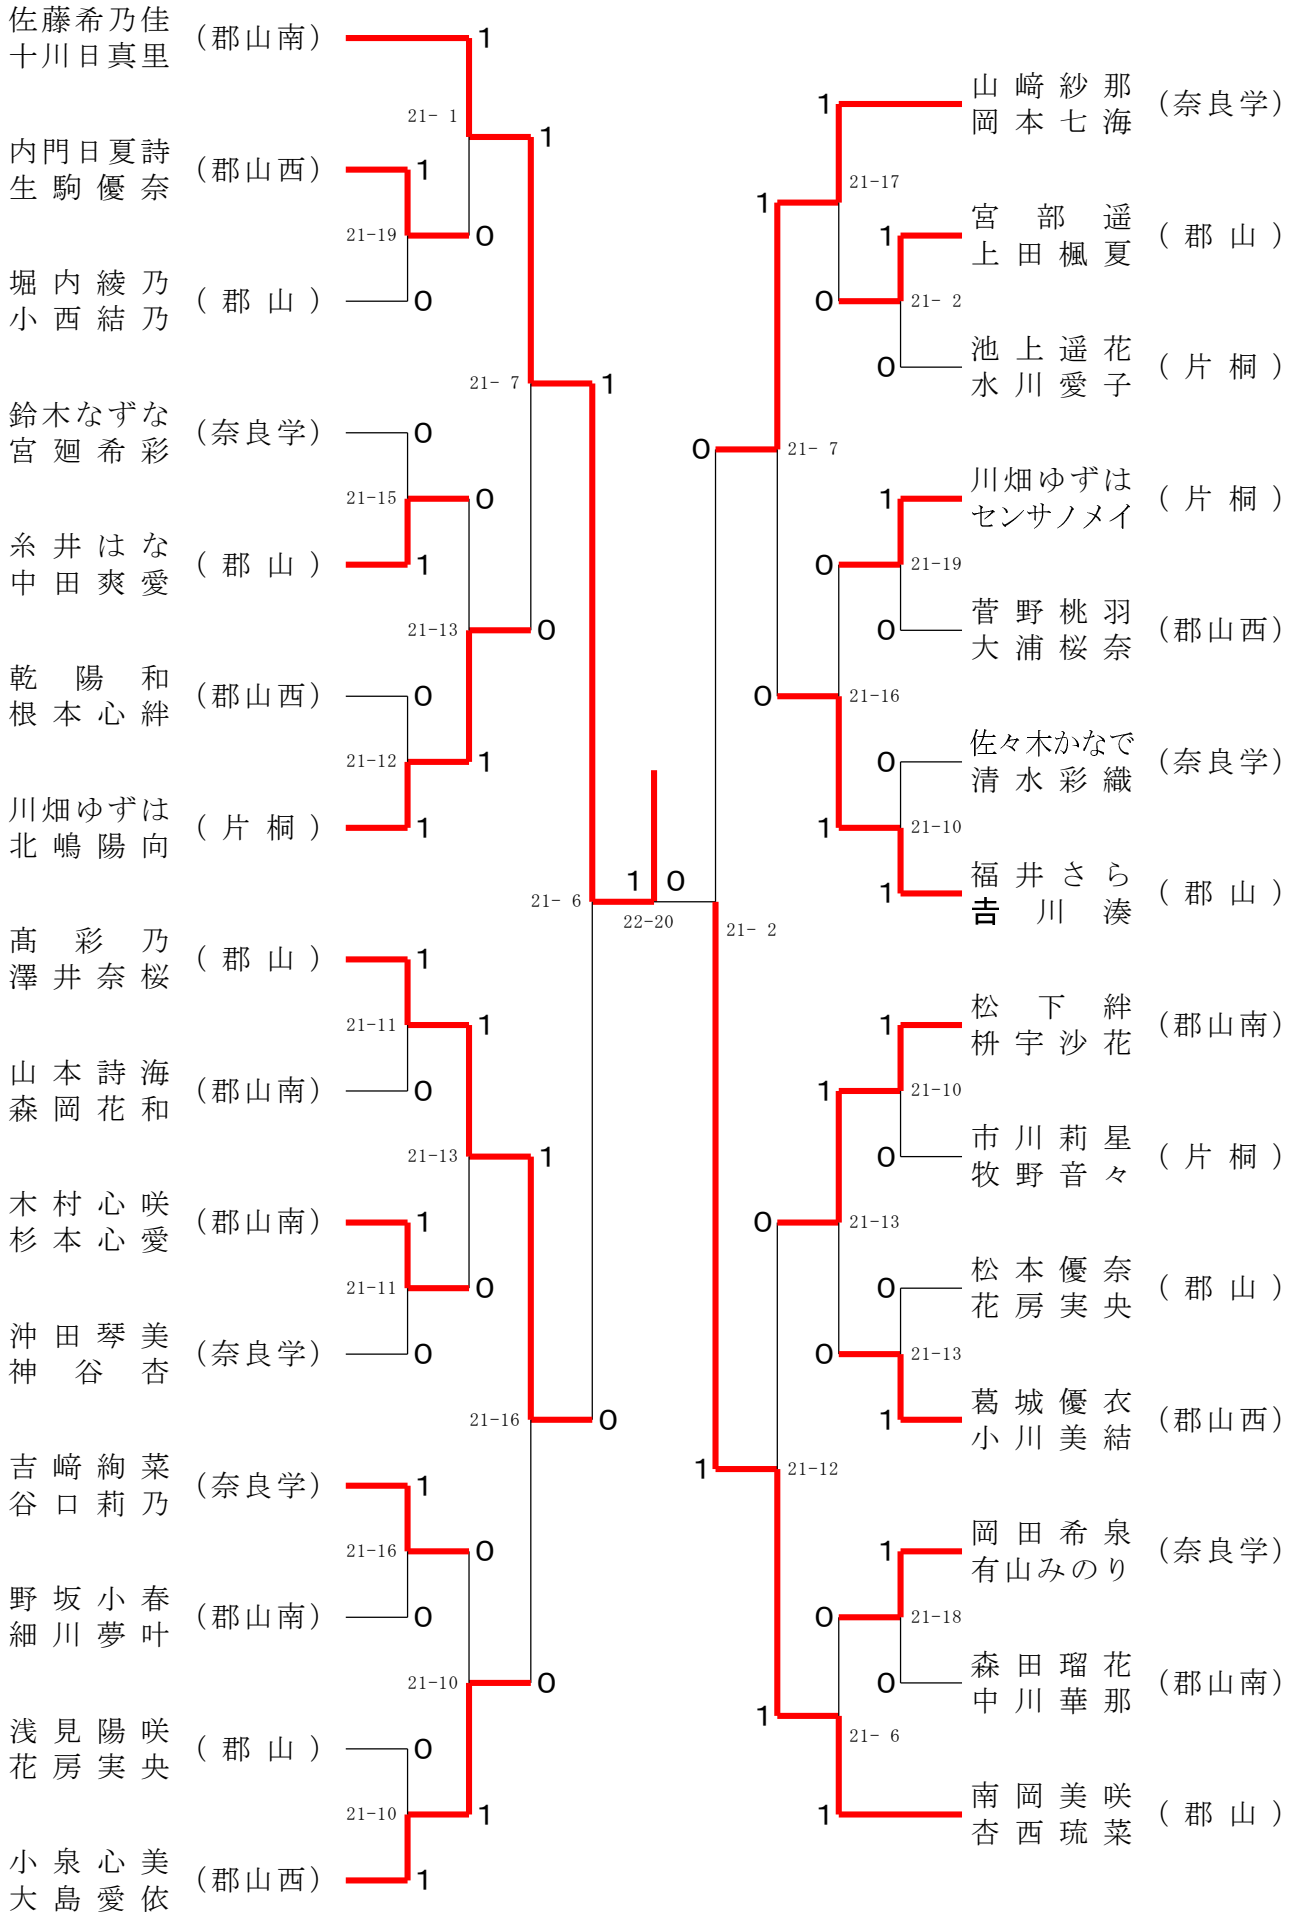 佐藤希乃佳
十川日真里
(郡山南)
1
21- 1
1
内門日夏詩
生駒優奈
(郡山西)
1
21-19
0
堀内綾乃
小西結乃
(郡山)
0
21- 7
1
鈴木なずな
宮廻希彩
(奈良学)
0
21-15
0
糸井はな
中田爽愛
(郡山)
1
21-13
0
乾陽和
根本心絆
(郡山西)
0
21-12
1
川畑ゆずは
北嶋陽向
(片桐)
1
21- 6
1
0
22-20
髙彩乃
澤井奈桜
(郡山)
1
21-11
1
山本詩海
森岡花和
(郡山南)
0
21-13
1
木村心咲
杉本心愛
(郡山南)
1
21-11
0
沖田琴美
神谷杏
(奈良学)
0
21-16
0
吉﨑絢菜
谷口莉乃
(奈良学)
1
21-16
0
野坂小春
細川夢叶
(郡山南)
0
21-10
0
浅見陽咲
花房実央
(郡山)
0
21-10
1
小泉心美
大島愛依
(郡山西)
1
1
山﨑紗那
岡本七海
(奈良学)
21-17
1
1
宮部遥
上田楓夏
(郡山)
0
21- 2
0
池上遥花
水川愛子
(片桐)
0
21- 7
1
川畑ゆずは
センサノメイ
(片桐)
0
21-19
0
菅野桃羽
大浦桜奈
(郡山西)
0
21-16
0
佐々木かなで
清水彩織
(奈良学)
1
21-10
1
福井さら
𠮷川湊
(郡山)
21- 2
1
松下絆
枡宇沙花
(郡山南)
1
21-10
0
市川莉星
牧野音々
(片桐)
0
21-13
0
松本優奈
花房実央
(郡山)
0
21-13
1
葛城優衣
小川美結
(郡山西)
1
21-12
1
岡田希泉
有山みのり
(奈良学)
0
21-18
0
森田瑠花
中川華那
(郡山南)
1
21- 6
1
南岡美咲
杏西琉菜
(郡山)